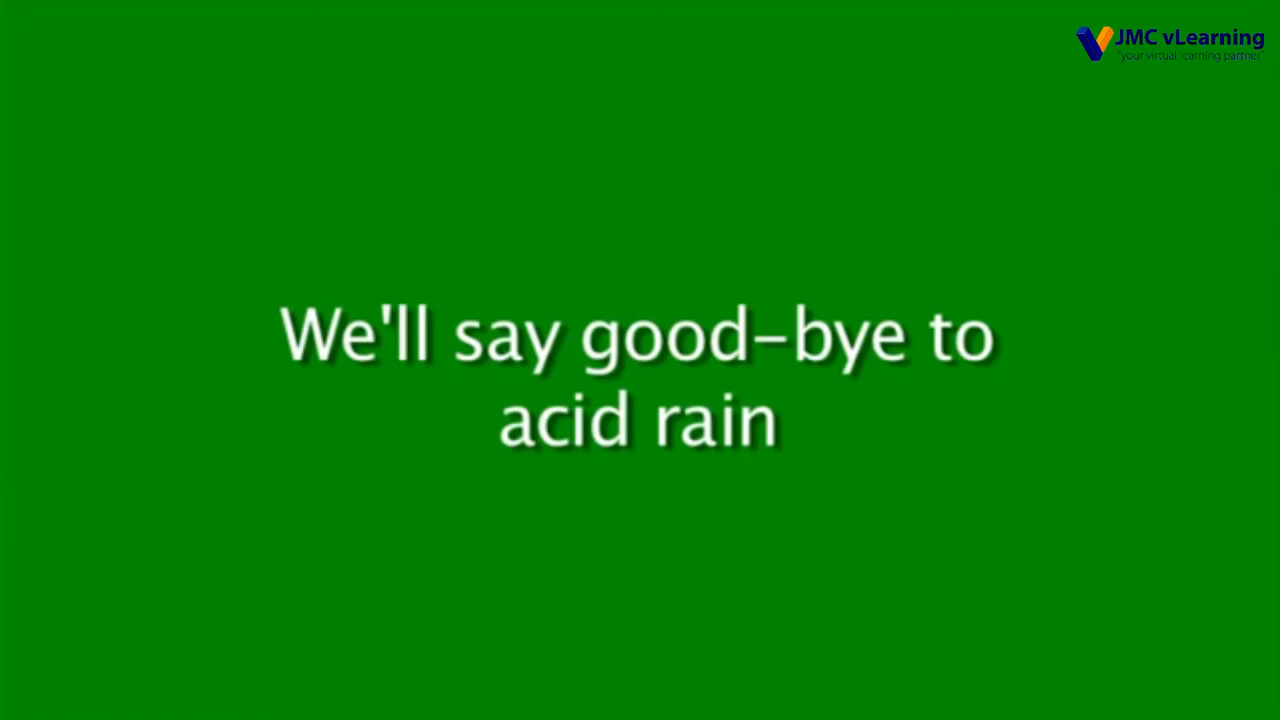 JMC vLearning
"your virtual learning partner"
We'll say good-bye to
acid rain